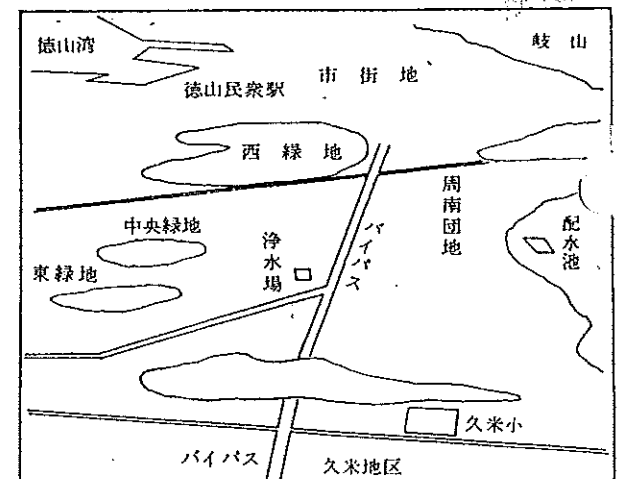 徳山湾
岐山
市街地
徳山民衆駅
西緑地
周南団地
バイパス
配水池
中央緑地
浄水場
東緑地
久米小
バイパス
久米地区